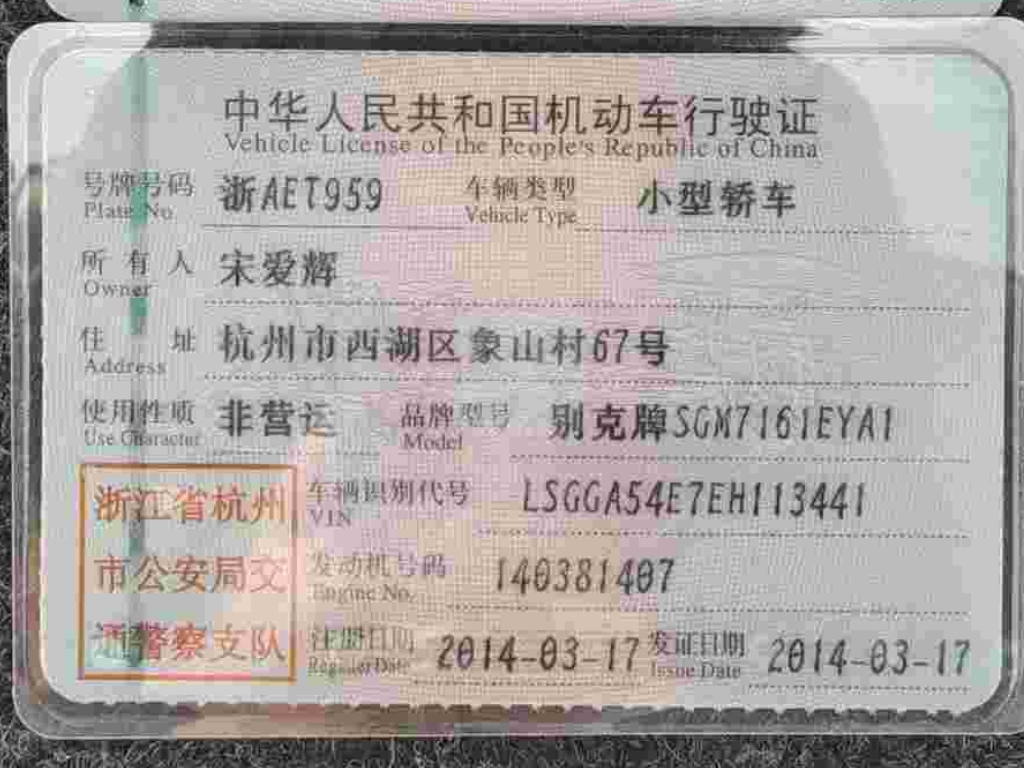 中华人民共和国机动车行驶证
Vehicle License of the People's Republic of China
号牌号码 浙AET959 车辆类型 小型轿车
Plate No. Vehicle Type
所有人 宋爱辉
Owner
住址 杭州市西湖区象山村67号
Address
使用性质 非营运 品牌型号 别克牌SGM7161EYA1
Use Character Model
浙江省杭州 车辆识别代号 LSGGA54E7EH113441
VIN
市公安局交 发动机号码 140381407
Engine No.
通警察支队 注册日期 2014-03-17 发证日期 2014-03-17
Register Date Issue Date